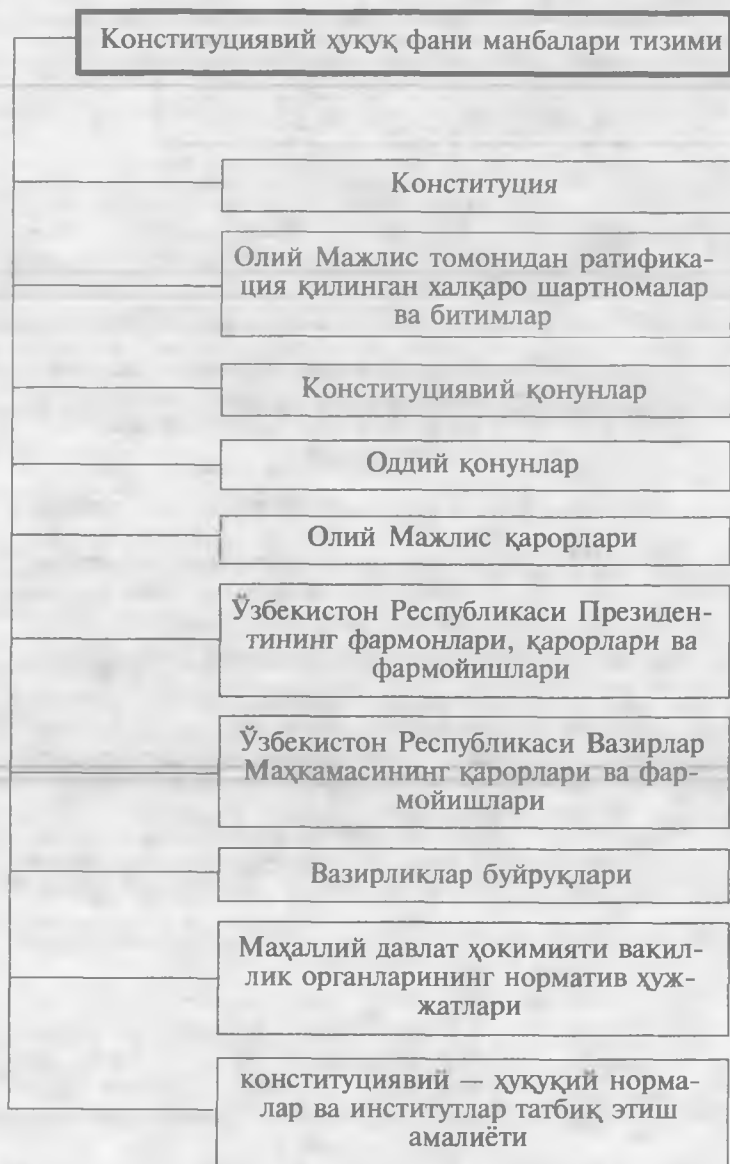 Конституциявий ҳуқуқ фани манбалари тизими
Конституция
Олий Мажлис томонидан ратифика-
ция қилинган халқаро шартномалар
ва битимлар
Конституциявий қонунлар
Оддий қонунлар
Олий Мажлис қарорлари
Ўзбекистон Республикаси Президен-
тининг фармонлари, қарорлари ва
фармойишлари
Ўзбекистон Республикаси Вазирлар
Маҳкамасининг қарорлари ва фар-
мойишлари
Вазирликлар буйруқлари
Маҳаллий давлат ҳокимияти вакил-
лик органларининг норматив ҳуж-
жатлари
конституциявий — ҳуқуқий норма-
лар ва институтлар татбиқ этиш
амалиёти